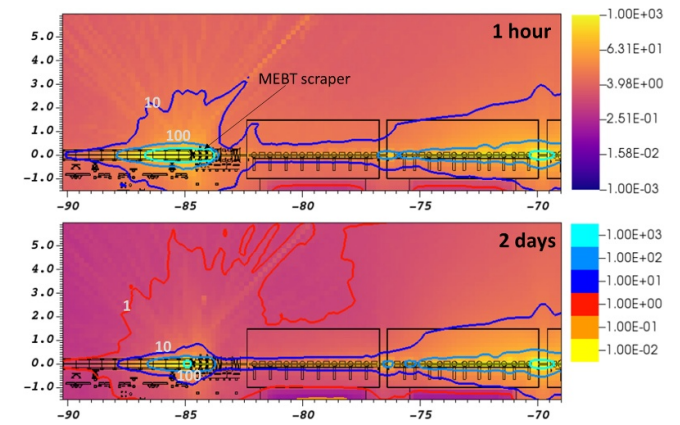 1 hour
5.0
4.0
3.0
2.0
1.0
0.0
-1.0
MEBT scraper
10
100
-90
-85
-80
-75
-70
1.00E+03
6.31E+01
3.98E+00
2.51E-01
1.58E-02
1.00E-03
2 days
5.0
4.0
3.0
2.0
1.0
0.0
-1.0
1
10
100
-90
-85
-80
-75
-70
1.00E+03
1.00E+02
1.00E+01
1.00E+00
1.00E-01
1.00E-02